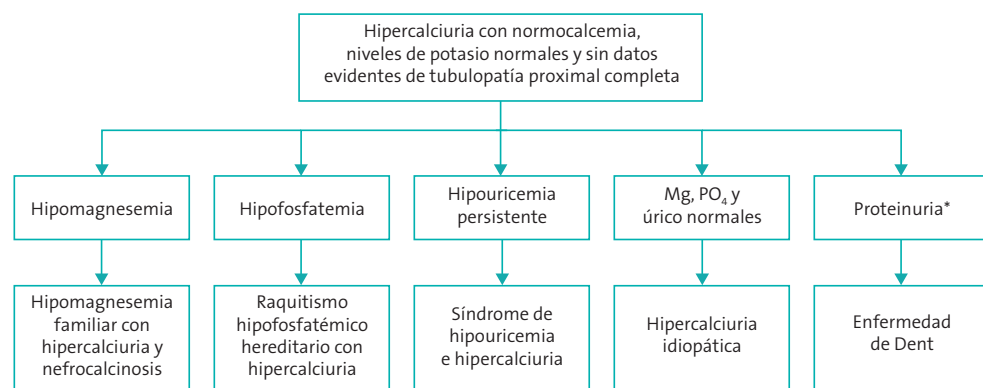 Hipercalciuria con normocalcemia,
niveles de potasio normales y sin datos
evidentes de tubulopatía proximal completa
Hipomagnesemia
Hipofosfatemia
Hipouricemia
persistente
Mg, PO₄ y
úrico normales
Proteinuria*
Hipomagnesemia
familiar con
hipercalciuria y
nefrocalcinosis
Raquitismo
hipofosfatémico
hereditario con
hipercalciuria
Síndrome de
hipouricemia
e hipercalciuria
Hipercalciuria
idiopática
Enfermedad
de Dent